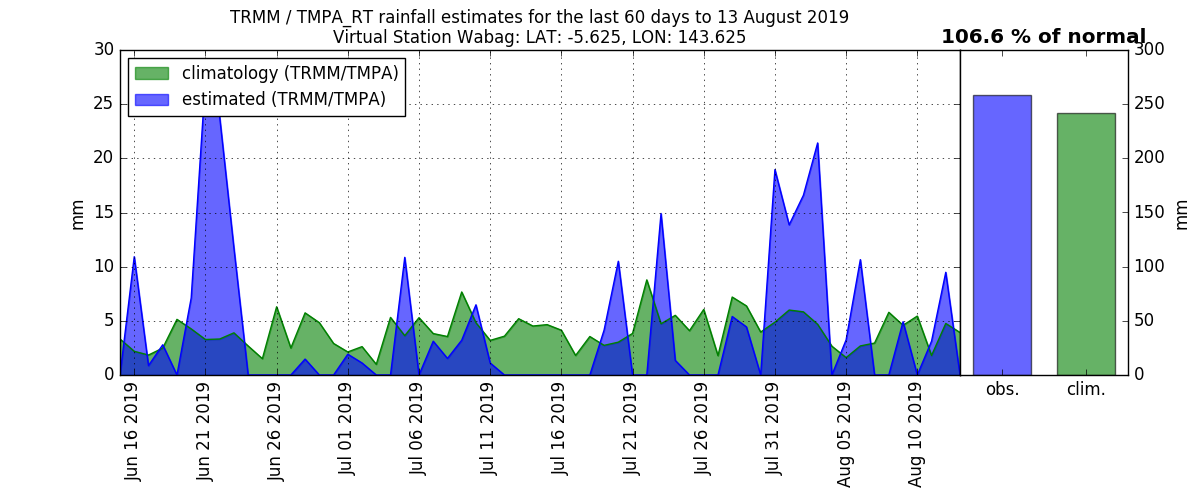 TRMM / TMPA_RT rainfall estimates for the last 60 days to 13 August 2019
Virtual Station Wabag: LAT: -5.625, LON: 143.625
106.6 % of normal
climatology (TRMM/TMPA)
estimated (TRMM/TMPA)
30
25
20
15
10
5
0
mm
300
250
200
150
100
50
0
mm
Jun 16 2019
Jun 21 2019
Jun 26 2019
Jul 01 2019
Jul 06 2019
Jul 11 2019
Jul 16 2019
Jul 21 2019
Jul 26 2019
Jul 31 2019
Aug 05 2019
Aug 10 2019
obs.
clim.